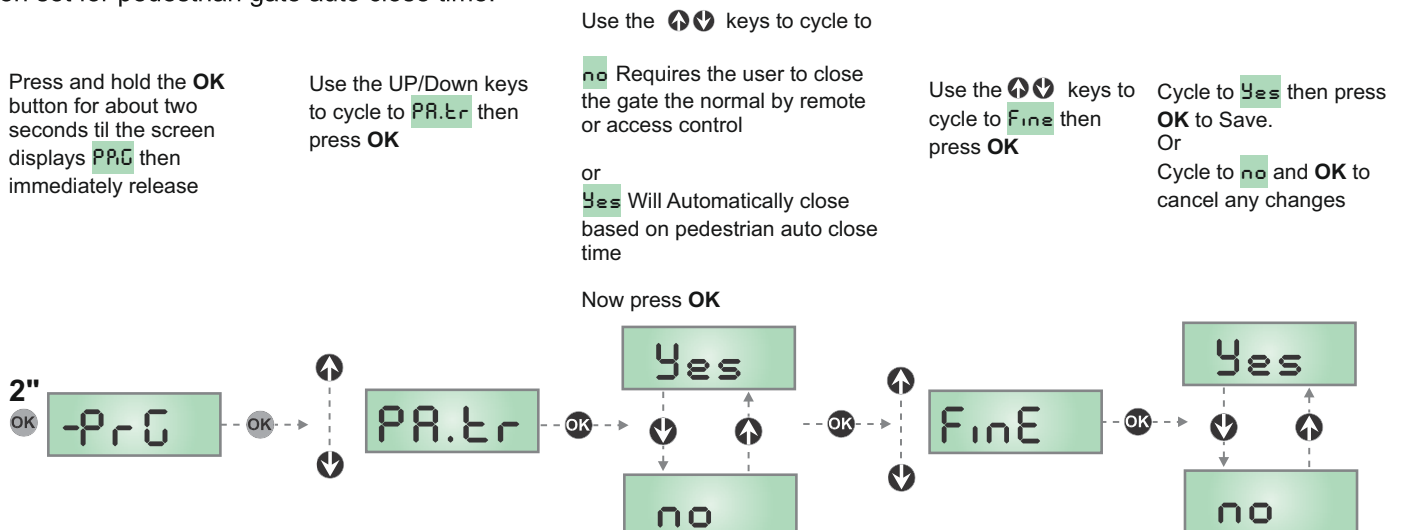 on set for pedestrian gate auto close time.
Press and hold the OK
button for about two
seconds til the screen
displays PRG then
immediately release
Use the UP/Down keys
to cycle to PA.tr then
press OK
Use the keys to cycle to
no Requires the user to close
the gate the normal by remote
or access control
or
Yes Will Automatically close
based on pedestrian auto close
time
Now press OK
Use the keys to
cycle to Fine then
press OK
Cycle to Yes then press
OK to Save.
Or
Cycle to no and OK to
cancel any changes
2"
OK
-PrG
OK
PA.tr
OK
Yes
no
OK
FinE
OK
Yes
no